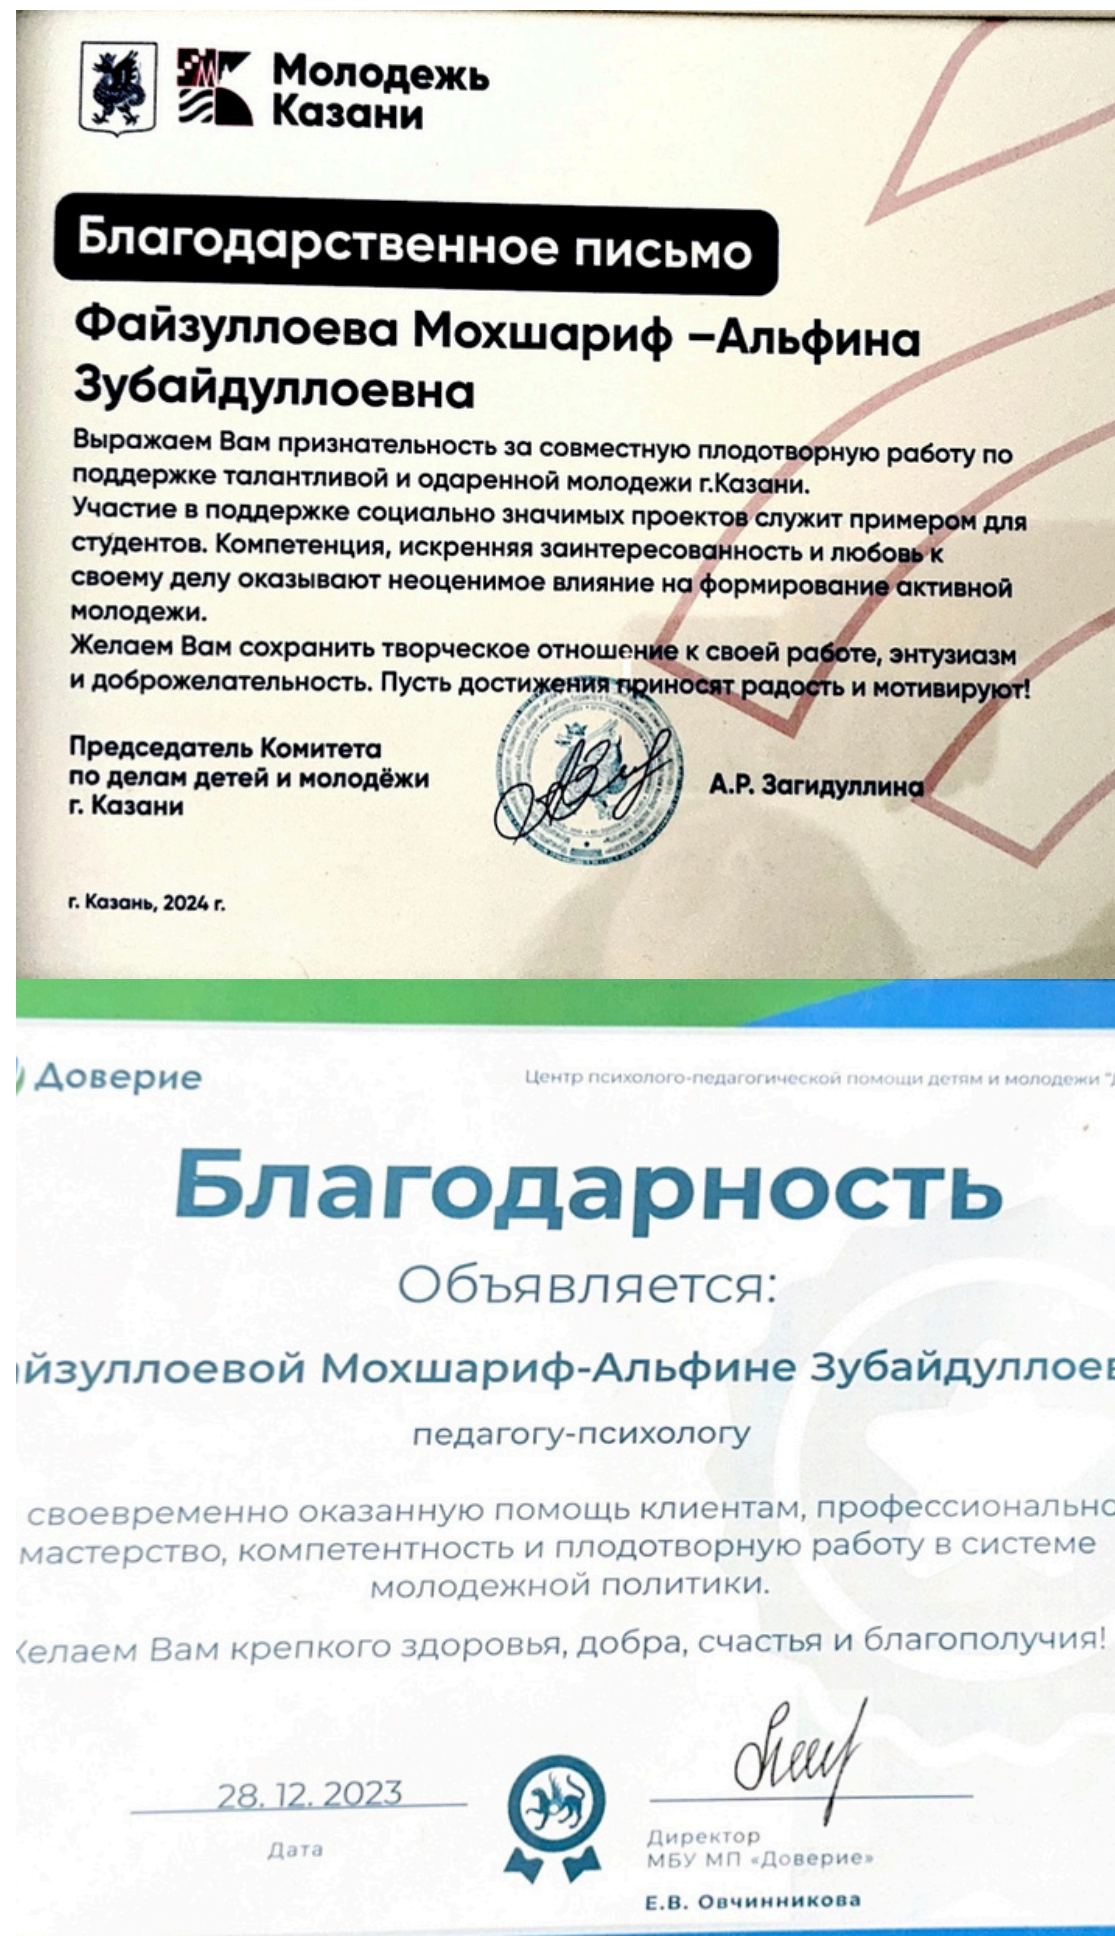 Молодежь
Казани
Благодарственное письмо
Файзуллоева Мохшариф –Альфина
Зубайдуллоевна
Выражаем Вам признательность за совместную плодотворную работу по
поддержке талантливой и одаренной молодежи г.Казани.
Участие в поддержке социально значимых проектов служит примером для
студентов. Компетенция, искренняя заинтересованность и любовь к
своему делу оказывают неоценимое влияние на формирование активной
молодежи.
Желаем Вам сохранить творческое отношение к своей работе, энтузиазм
и доброжелательность. Пусть достижения приносят радость и мотивируют!
Председатель Комитета
по делам детей и молодёжи
г. Казани
А.Р. Загидуллина
г. Казань, 2024 г.
Доверие
Центр психолого-педагогической помощи детям и молодежи "Д
Благодарность
Объявляется:
йзуллоевой Мохшариф-Альфине Зубайдуллоев
педагогу-психологу
своевременно оказанную помощь клиентам, профессионально
мастерство, компетентность и плодотворную работу в системе
молодежной политики.
Желаем Вам крепкого здоровья, добра, счастья и благополучия!
28. 12. 2023
Дата
Директор
МБУ МП «Доверие»
Е.В. Овчинникова